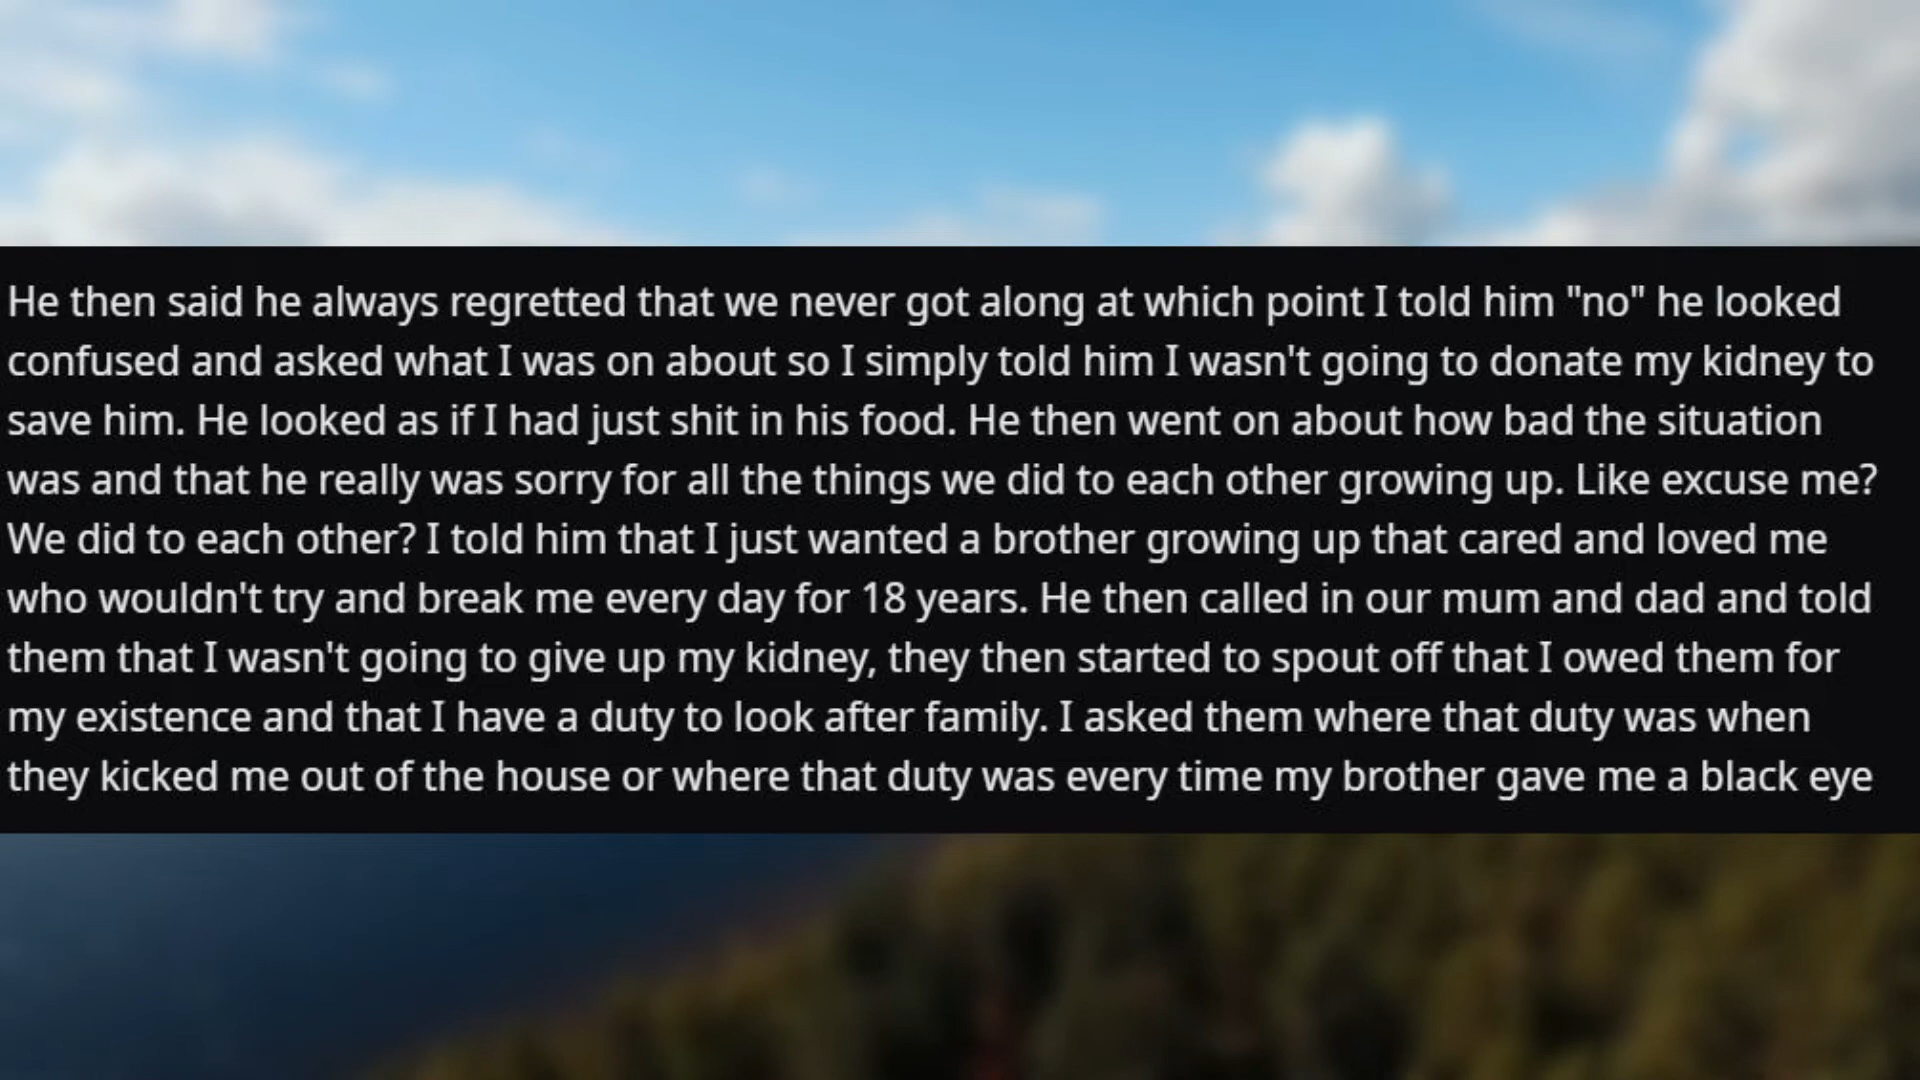 He then said he always regretted that we never got along at which point I told him "no" he looked
confused and asked what I was on about so I simply told him I wasn't going to donate my kidney to
save him. He looked as if I had just shit in his food. He then went on about how bad the situation
was and that he really was sorry for all the things we did to each other growing up. Like excuse me?
We did to each other? I told him that I just wanted a brother growing up that cared and loved me
who wouldn't try and break me every day for 18 years. He then called in our mum and dad and told
them that I wasn't going to give up my kidney, they then started to spout off that I owed them for
my existence and that I have a duty to look after family. I asked them where that duty was when
they kicked me out of the house or where that duty was every time my brother gave me a black eye